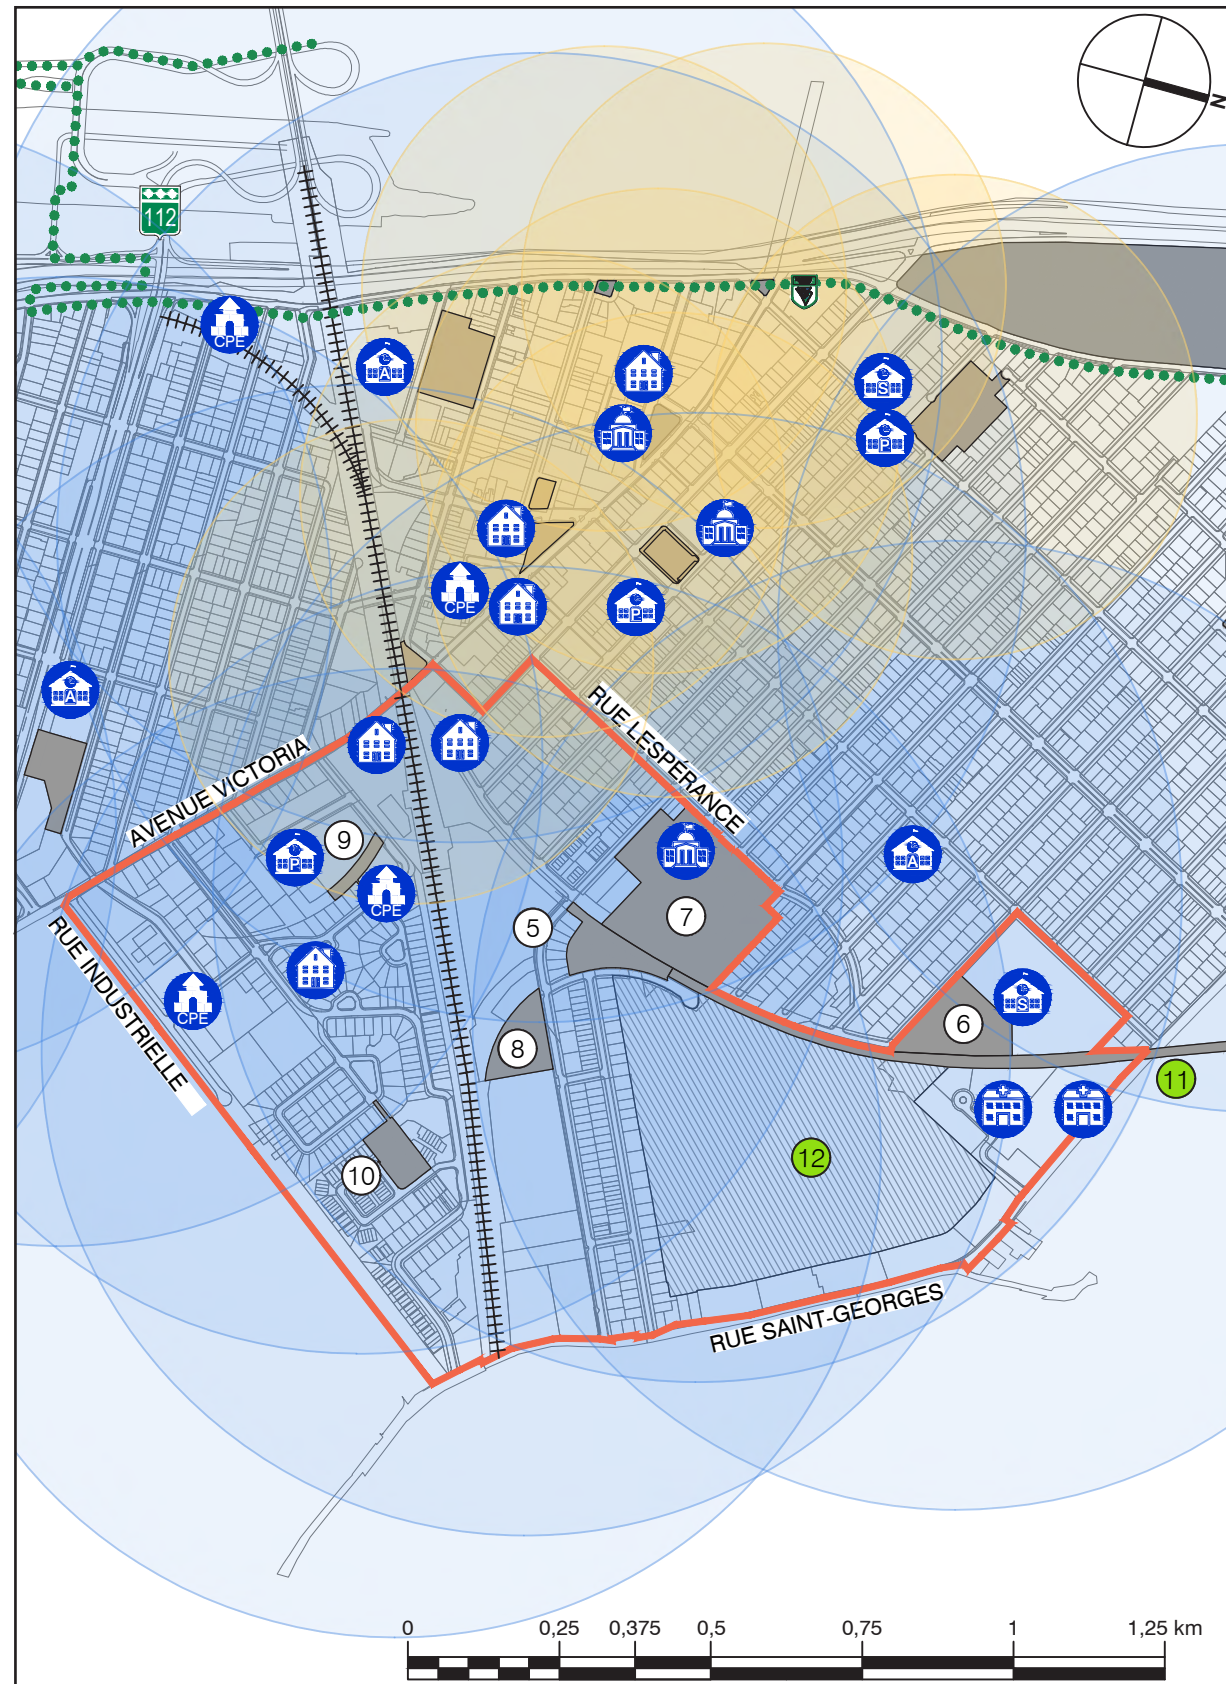 N
112
CPE
A
S
P
CPE
P
A
RUE LESPÉRANCE
AVENUE VICTORIA
9
P
CPE
A
5
7
RUE INDUSTRIELLE
CPE
S
6
8
11
12
10
RUE SAINT-GEORGES
0 0,25 0,375 0,5 0,75 1 1,25 km